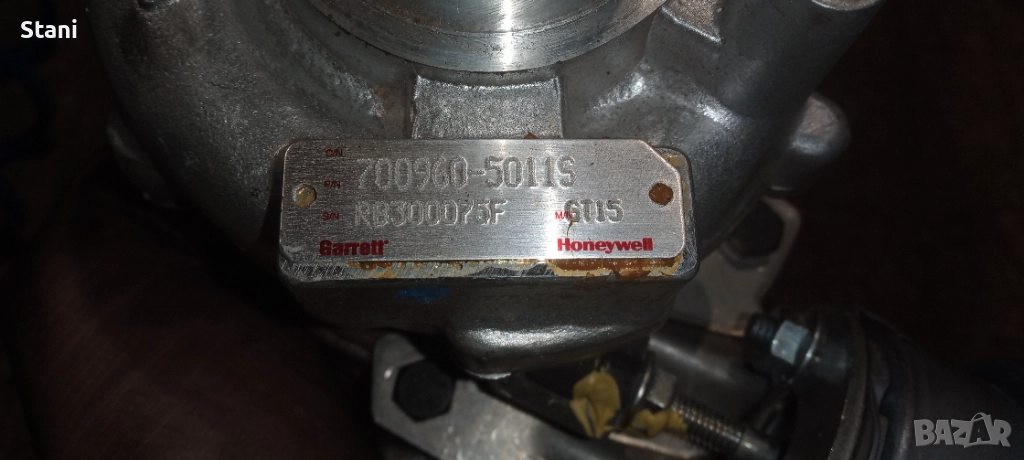 Stani
C/N
P/N 700960-5011S
S/N RB300075F M/N GT15
Garrett Honeywell
BAZAR